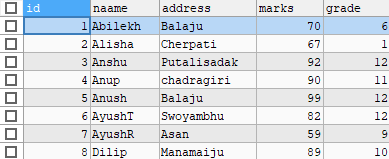 id naame address marks grade
1 Abilekh Balaju 70 6
2 Alisha Cherpati 67 1
3 Anshu Putalisadak 92 12
4 Anup chadragiri 90 11
5 Anush Balaju 99 12
6 AyushT Swoyambhu 82 12
7 AyushR Asan 59 9
8 Dilip Manamaiju 89 10